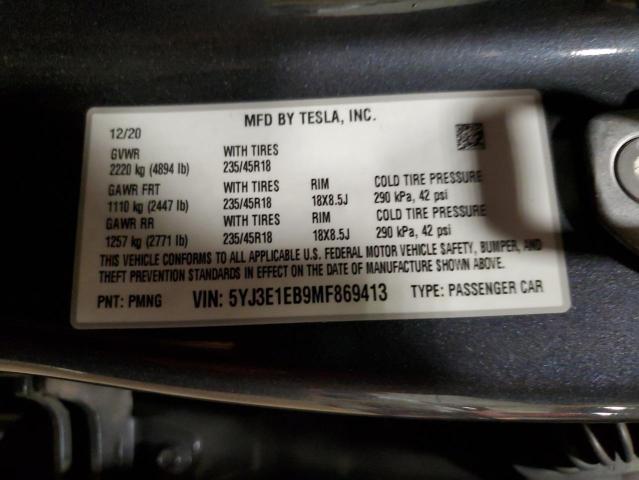 MFD BY TESLA, INC.
12/20
GVWR WITH TIRES
2220 kg (4894 lb) 235/45R18
GAWR FRT WITH TIRES RIM COLD TIRE PRESSURE
1110 kg (2447 lb) 235/45R18 18X8.5J 290 kPa, 42 psi
GAWR RR WITH TIRES RIM COLD TIRE PRESSURE
1257 kg (2771 lb) 235/45R18 18X8.5J 290 kPa, 42 psi
THIS VEHICLE CONFORMS TO ALL APPLICABLE U.S. FEDERAL MOTOR VEHICLE SAFETY, BUMPER, AND
THEFT PREVENTION STANDARDS IN EFFECT ON THE DATE OF MANUFACTURE SHOWN ABOVE.
PNT: PMNG VIN: 5YJ3E1EB9MF869413 TYPE: PASSENGER CAR